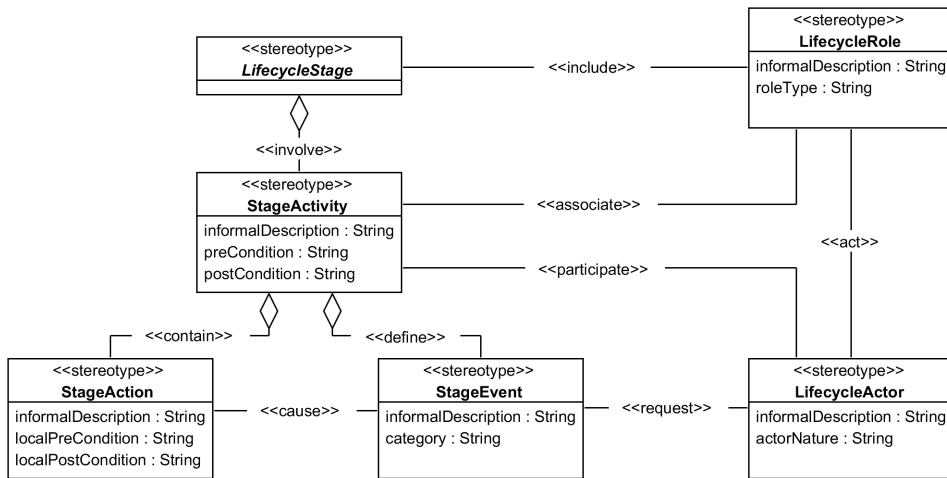 <<stereotype>>
LifecycleStage
<<include>>
<<stereotype>>
LifecycleRole
informalDescription : String
roleType : String
<<involve>>
<<stereotype>>
StageActivity
informalDescription : String
preCondition : String
postCondition : String
<<associate>>
<<act>>
<<participate>>
<<contain>>
<<define>>
<<stereotype>>
StageAction
informalDescription : String
localPreCondition : String
localPostCondition : String
<<cause>>
<<stereotype>>
StageEvent
informalDescription : String
category : String
<<request>>
<<stereotype>>
LifecycleActor
informalDescription : String
actorNature : String